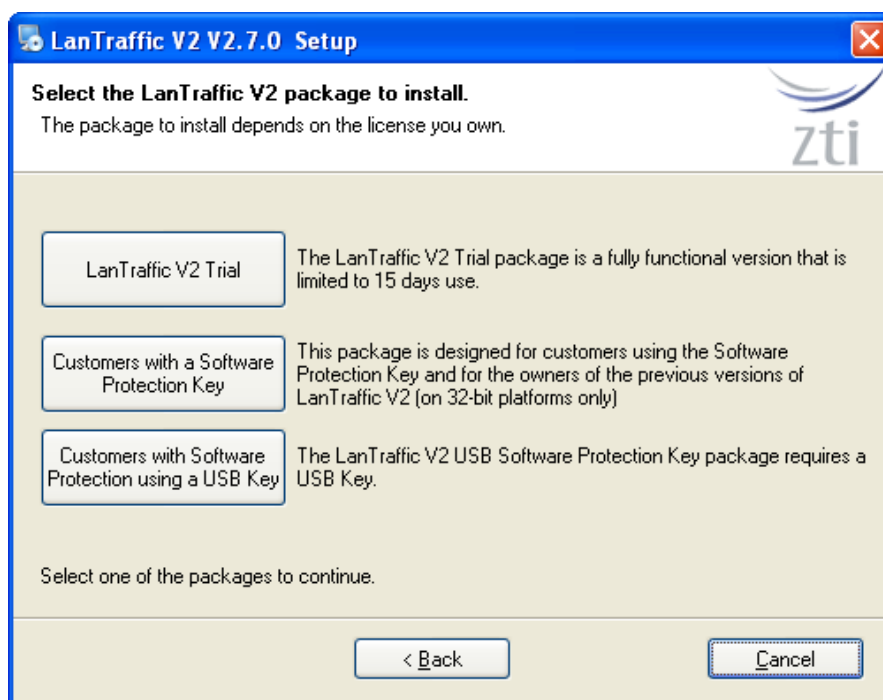 LanTraffic V2 V2.7.0 Setup
Select the LanTraffic V2 package to install.
The package to install depends on the license you own.
zti
LanTraffic V2 Trial
The LanTraffic V2 Trial package is a fully functional version that is
limited to 15 days use.
Customers with a Software
Protection Key
This package is designed for customers using the Software
Protection Key and for the owners of the previous versions of
LanTraffic V2 (on 32-bit platforms only)
Customers with Software
Protection using a USB Key
The LanTraffic V2 USB Software Protection Key package requires a
USB Key.
Select one of the packages to continue.
< Back
Cancel